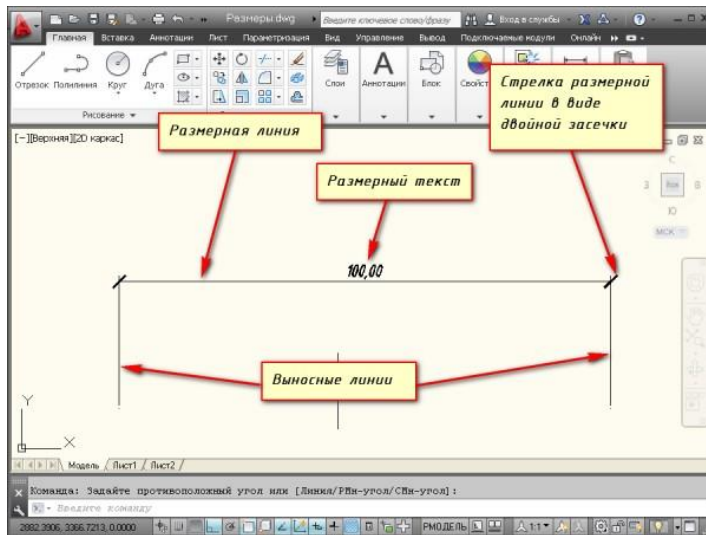 Размеры.dwg Введите ключевое слово/фразу Вход в службы
Главная Вставка Аннотации Лист Параметризация Вид Управление Вывод Подключаемые модули Онлайн
Отрезок Полилиния Круг Дуга Слои Аннотации Блок
Рисование
Стрелка размерной
линии в виде
двойной засечки
[−][Верхняя][2D каркас]
Размерная линия
Размерный текст
С
З В
Ю
МСК
100,00
Выносные линии
Y
X
Модель Лист1 Лист2
Команда: Задайте противоположный угол или [Линия/РМн-угол/СМн-угол]:
Введите команду
2882.3906, 3366.7213, 0.0000 РМОДЕЛЬ 1:1